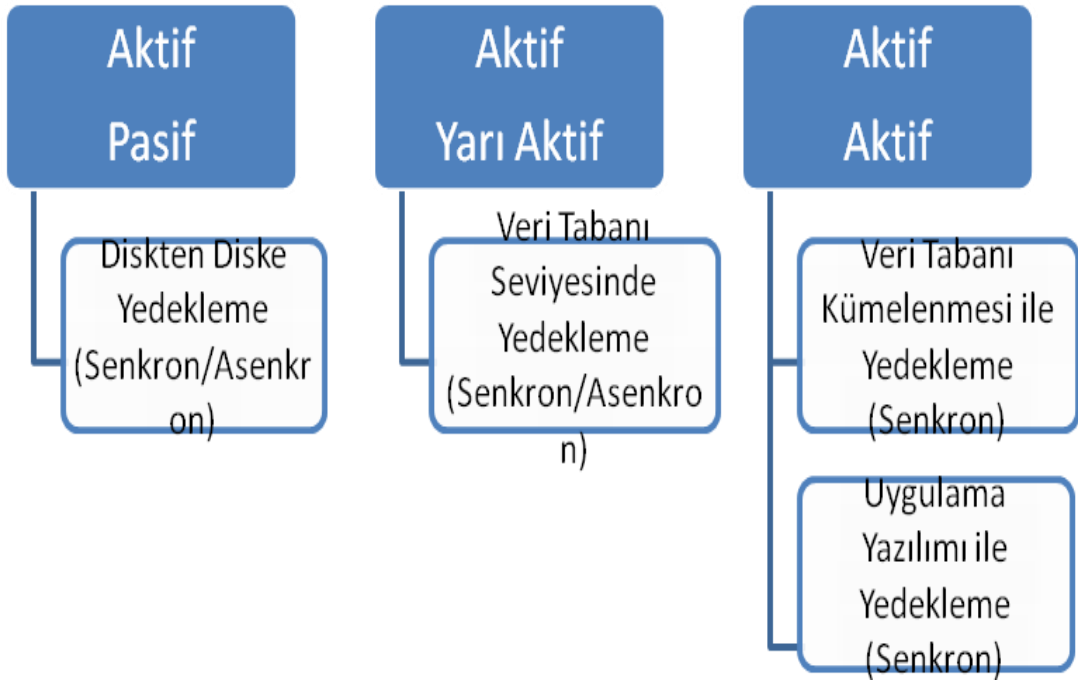 Aktif
Pasif
Diskten Diske
Yedekleme
(Senkron/Asenkr
on)
Aktif
Yarı Aktif
Veri Tabanı
Seviyesinde
Yedekleme
(Senkron/Asenkro
n)
Aktif
Aktif
Veri Tabanı
Kümelenmesi ile
Yedekleme
(Senkron)
Uygulama
Yazılımı ile
Yedekleme
(Senkron)